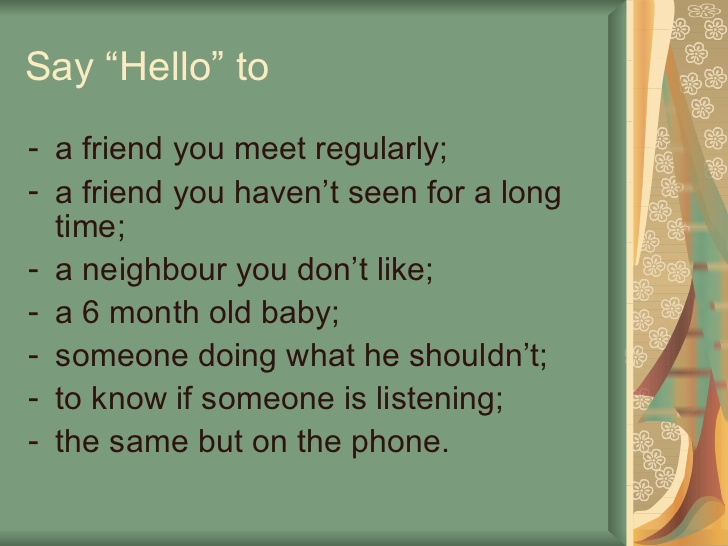 Say “Hello” to
- a friend you meet regularly;
- a friend you haven’t seen for a long
time;
- a neighbour you don’t like;
- a 6 month old baby;
- someone doing what he shouldn’t;
- to know if someone is listening;
- the same but on the phone.